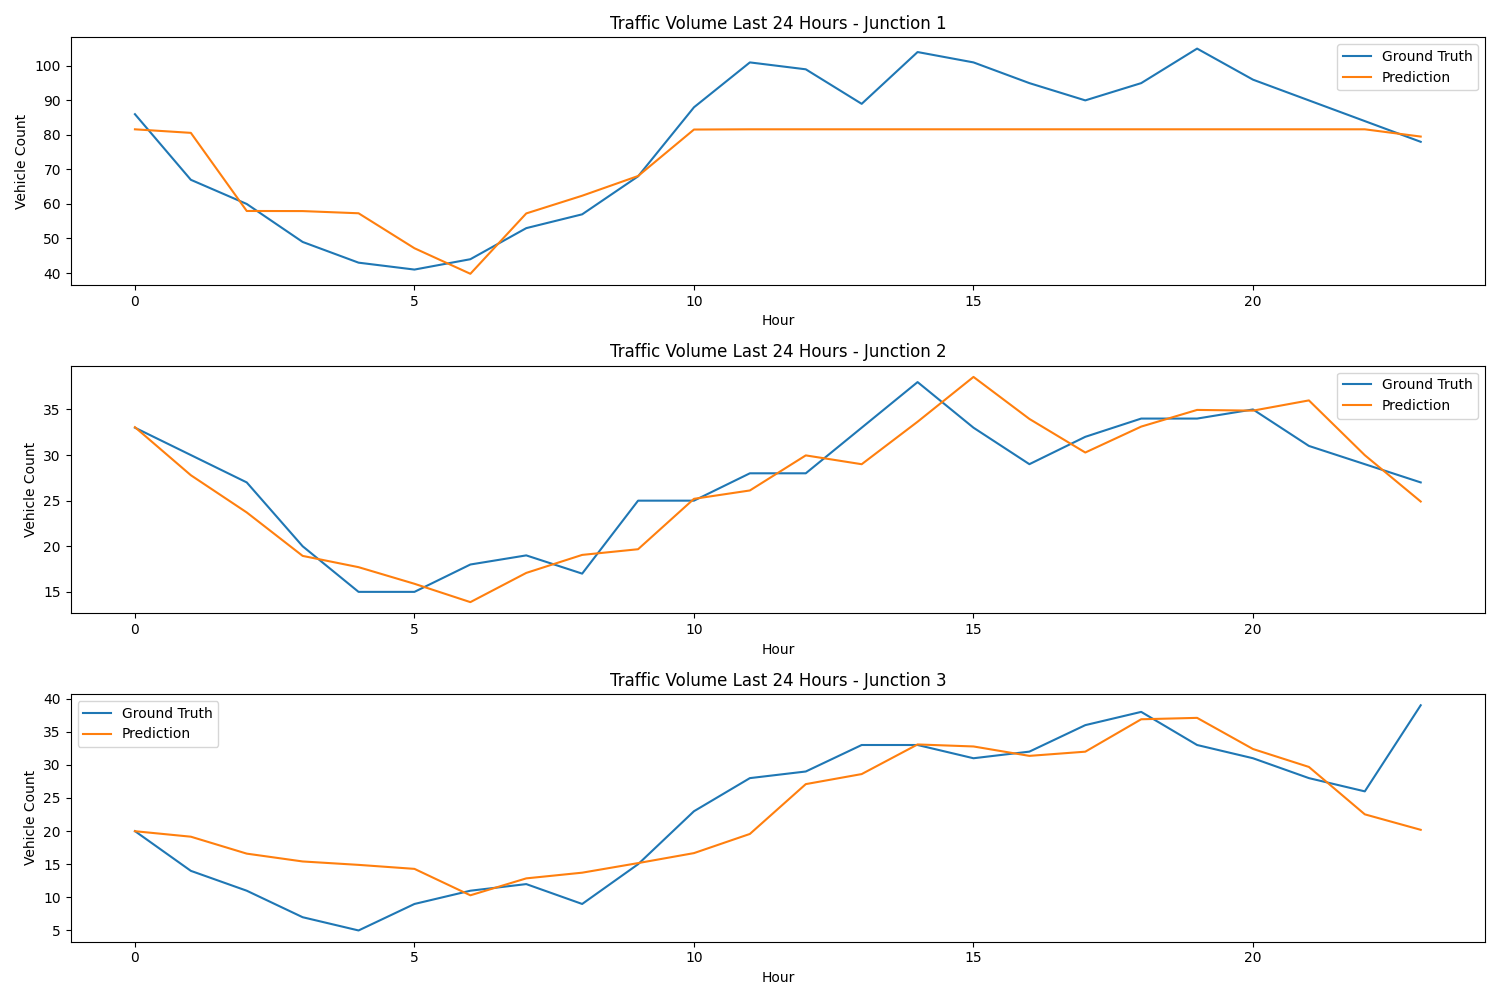 Traffic Volume Last 24 Hours - Junction 1
Ground Truth
Prediction
Vehicle Count
100
90
80
70
60
50
40
0 5 10 15 20
Hour
Traffic Volume Last 24 Hours - Junction 2
Ground Truth
Prediction
Vehicle Count
35
30
25
20
15
0 5 10 15 20
Hour
Traffic Volume Last 24 Hours - Junction 3
Ground Truth
Prediction
Vehicle Count
40
35
30
25
20
15
10
5
0 5 10 15 20
Hour